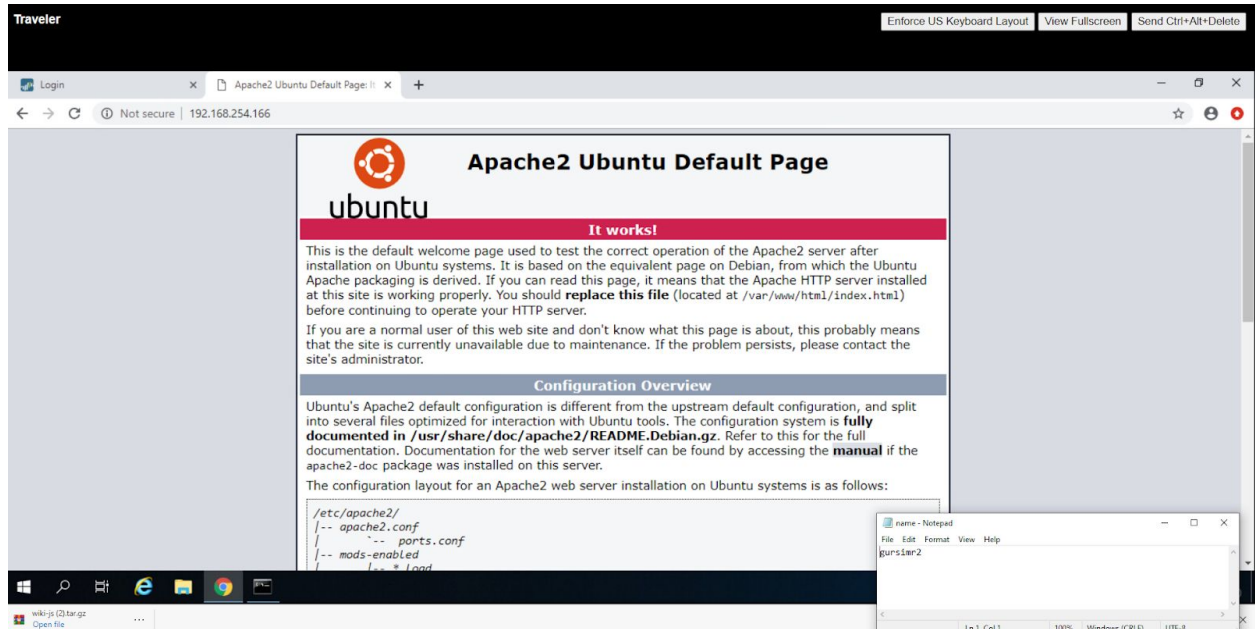 Traveler
Enforce US Keyboard Layout View Fullscreen Send Ctrl+Alt+Delete
Login Apache2 Ubuntu Default Page: It
Not secure | 192.168.254.166
ubuntu
Apache2 Ubuntu Default Page
It works!
This is the default welcome page used to test the correct operation of the Apache2 server after
installation on Ubuntu systems. It is based on the equivalent page on Debian, from which the Ubuntu
Apache packaging is derived. If you can read this page, it means that the Apache HTTP server installed
at this site is working properly. You should replace this file (located at /var/www/html/index.html)
before continuing to operate your HTTP server.
If you are a normal user of this web site and don't know what this page is about, this probably means
that the site is currently unavailable due to maintenance. If the problem persists, please contact the
site's administrator.
Configuration Overview
Ubuntu's Apache2 default configuration is different from the upstream default configuration, and split
into several files optimized for interaction with Ubuntu tools. The configuration system is fully
documented in /usr/share/doc/apache2/README.Debian.gz. Refer to this for the full
documentation. Documentation for the web server itself can be found by accessing the manual if the
apache2-doc package was installed on this server.
The configuration layout for an Apache2 web server installation on Ubuntu systems is as follows:
/etc/apache2/
|-- apache2.conf
|       `--  ports.conf
|-- mods-enabled
|       |-- *.load
name - Notepad
File Edit Format View Help
gursimr2
Ln 1, Col 1 100% Windows (CRLF) UTF-8
wiki-js (2).tar.gz
Open file